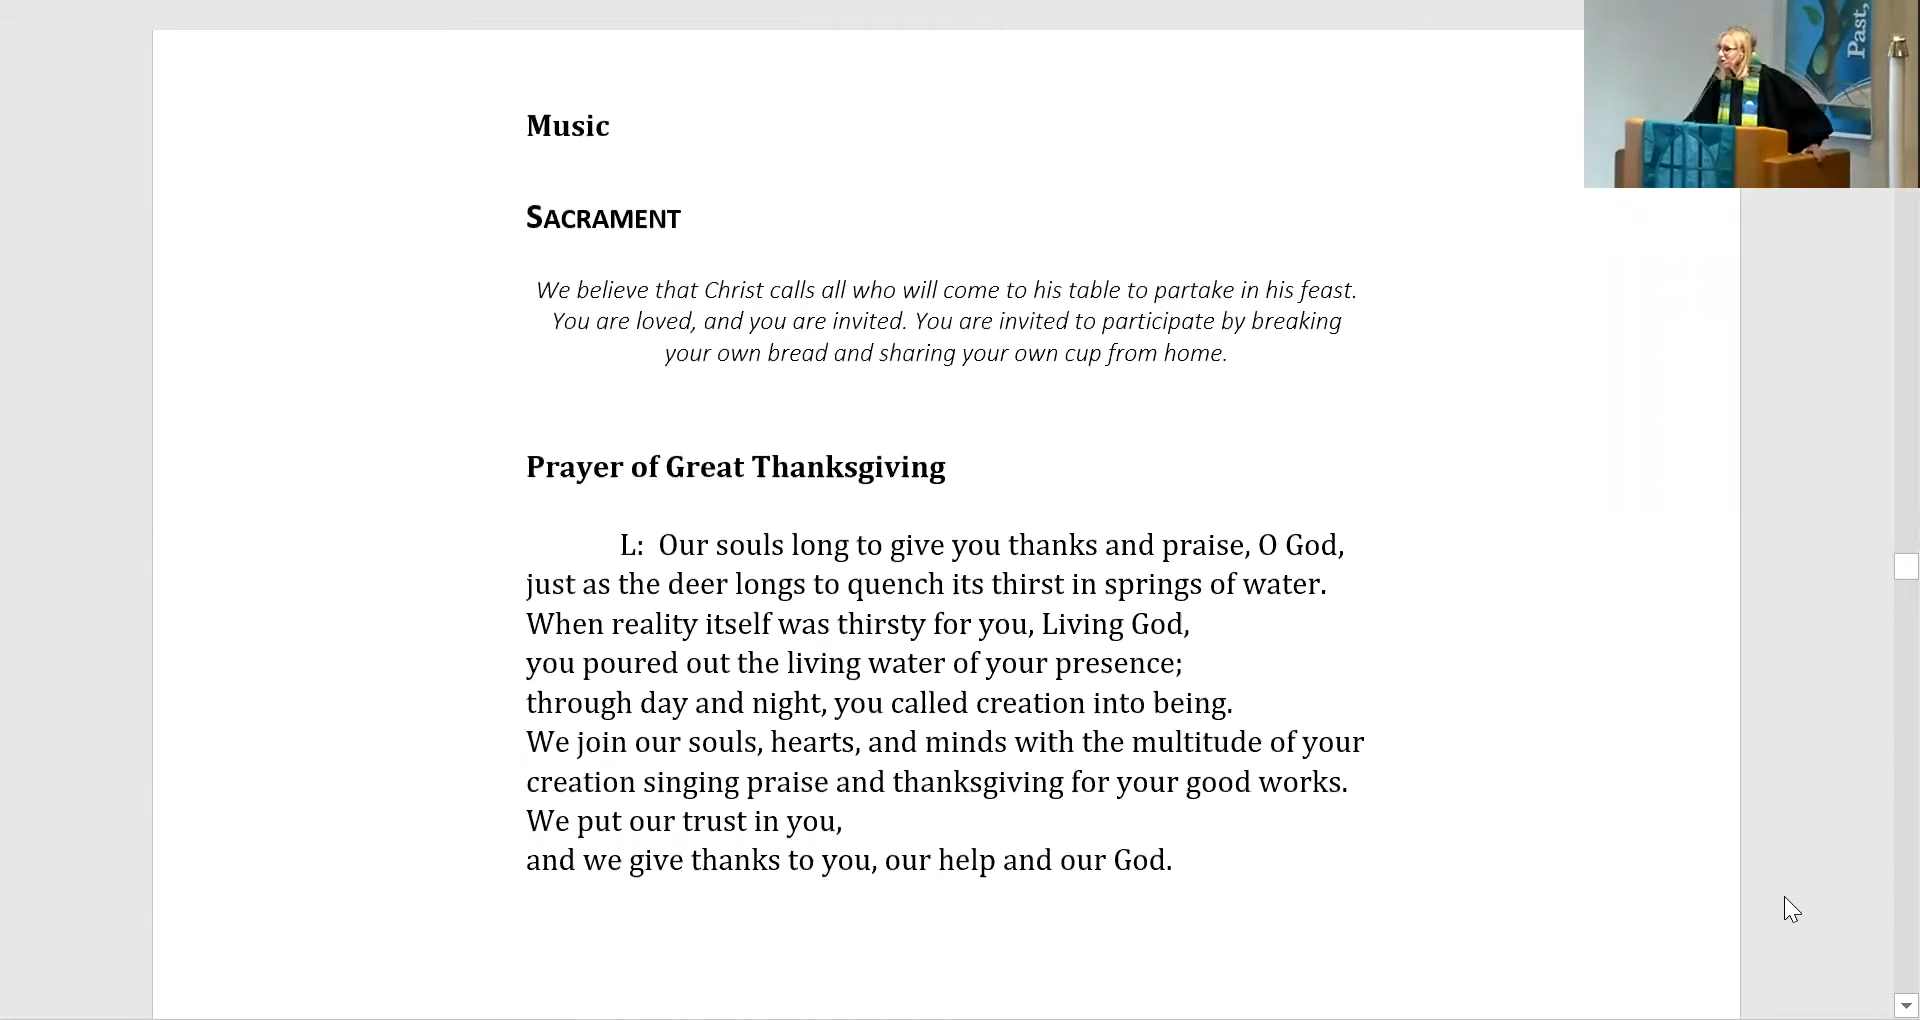 Music
SACRAMENT
We believe that Christ calls all who will come to his table to partake in his feast.
You are loved, and you are invited. You are invited to participate by breaking
your own bread and sharing your own cup from home.
Prayer of Great Thanksgiving
L: Our souls long to give you thanks and praise, O God,
just as the deer longs to quench its thirst in springs of water.
When reality itself was thirsty for you, Living God,
you poured out the living water of your presence;
through day and night, you called creation into being.
We join our souls, hearts, and minds with the multitude of your
creation singing praise and thanksgiving for your good works.
We put our trust in you,
and we give thanks to you, our help and our God.
Past,